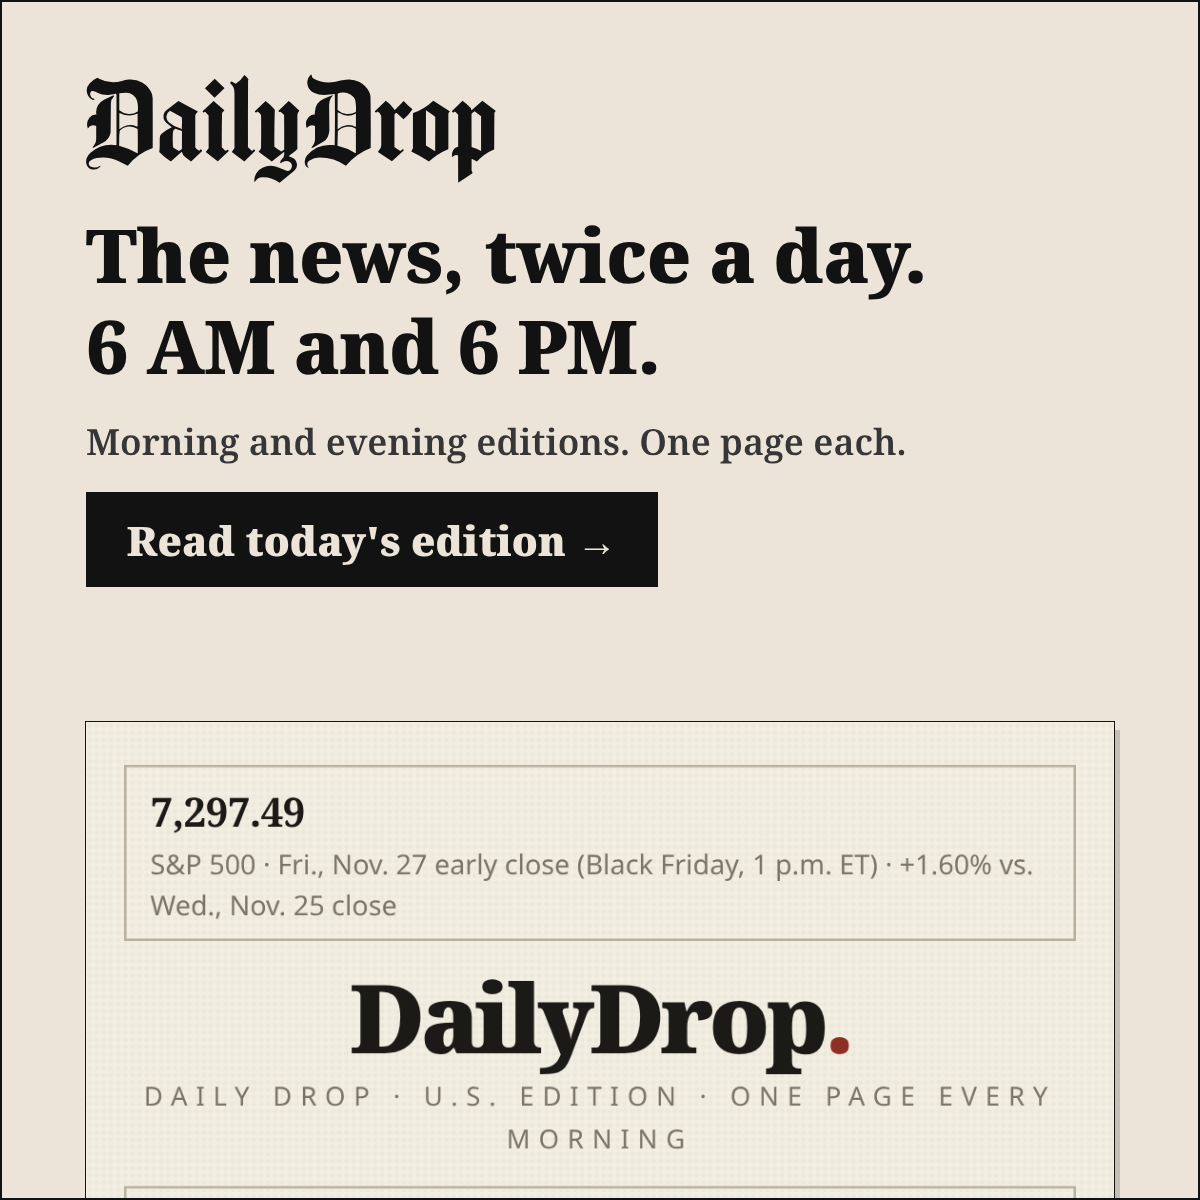 DailyDrop
The news, twice a day.
6 AM and 6 PM.
Morning and evening editions. One page each.
Read today's edition →
7,297.49
S&P 500 · Fri., Nov. 27 early close (Black Friday, 1 p.m. ET) · +1.60% vs.
Wed., Nov. 25 close
DailyDrop.
DAILY DROP · U.S. EDITION · ONE PAGE EVERY
MORNING